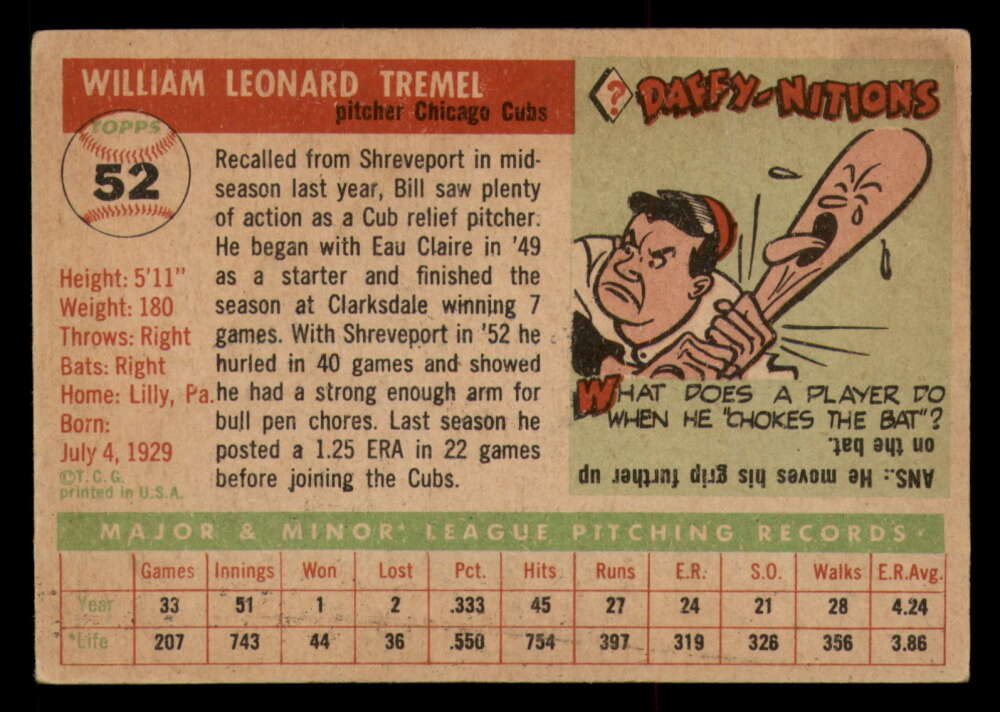 WILLIAM LEONARD TREMEL
pitcher Chicago Cubs
TOPPS
52
Height: 5'11"
Weight: 180
Throws: Right
Bats: Right
Home: Lilly, Pa.
Born:
July 4, 1929
©T.C.G.
printed in U.S.A.
Recalled from Shreveport in mid-
season last year, Bill saw plenty
of action as a Cub relief pitcher.
He began with Eau Claire in '49
as a starter and finished the
season at Clarksdale winning 7
games. With Shreveport in '52 he
hurled in 40 games and showed
he had a strong enough arm for
bull pen chores. Last season he
posted a 1.25 ERA in 22 games
before joining the Cubs.
? DAFFY-NITIONS
WHAT DOES A PLAYER DO
WHEN HE "CHOKES THE BAT"?
ANS.: He moves his grip further up
on the bat.
MAJOR & MINOR* LEAGUE PITCHING RECORDS
Games Innings Won Lost Pct. Hits Runs E.R. S.O. Walks E.R.Avg.
Year 33 51 1 2 .333 45 27 24 21 28 4.24
*Life 207 743 44 36 .550 754 397 319 326 356 3.86